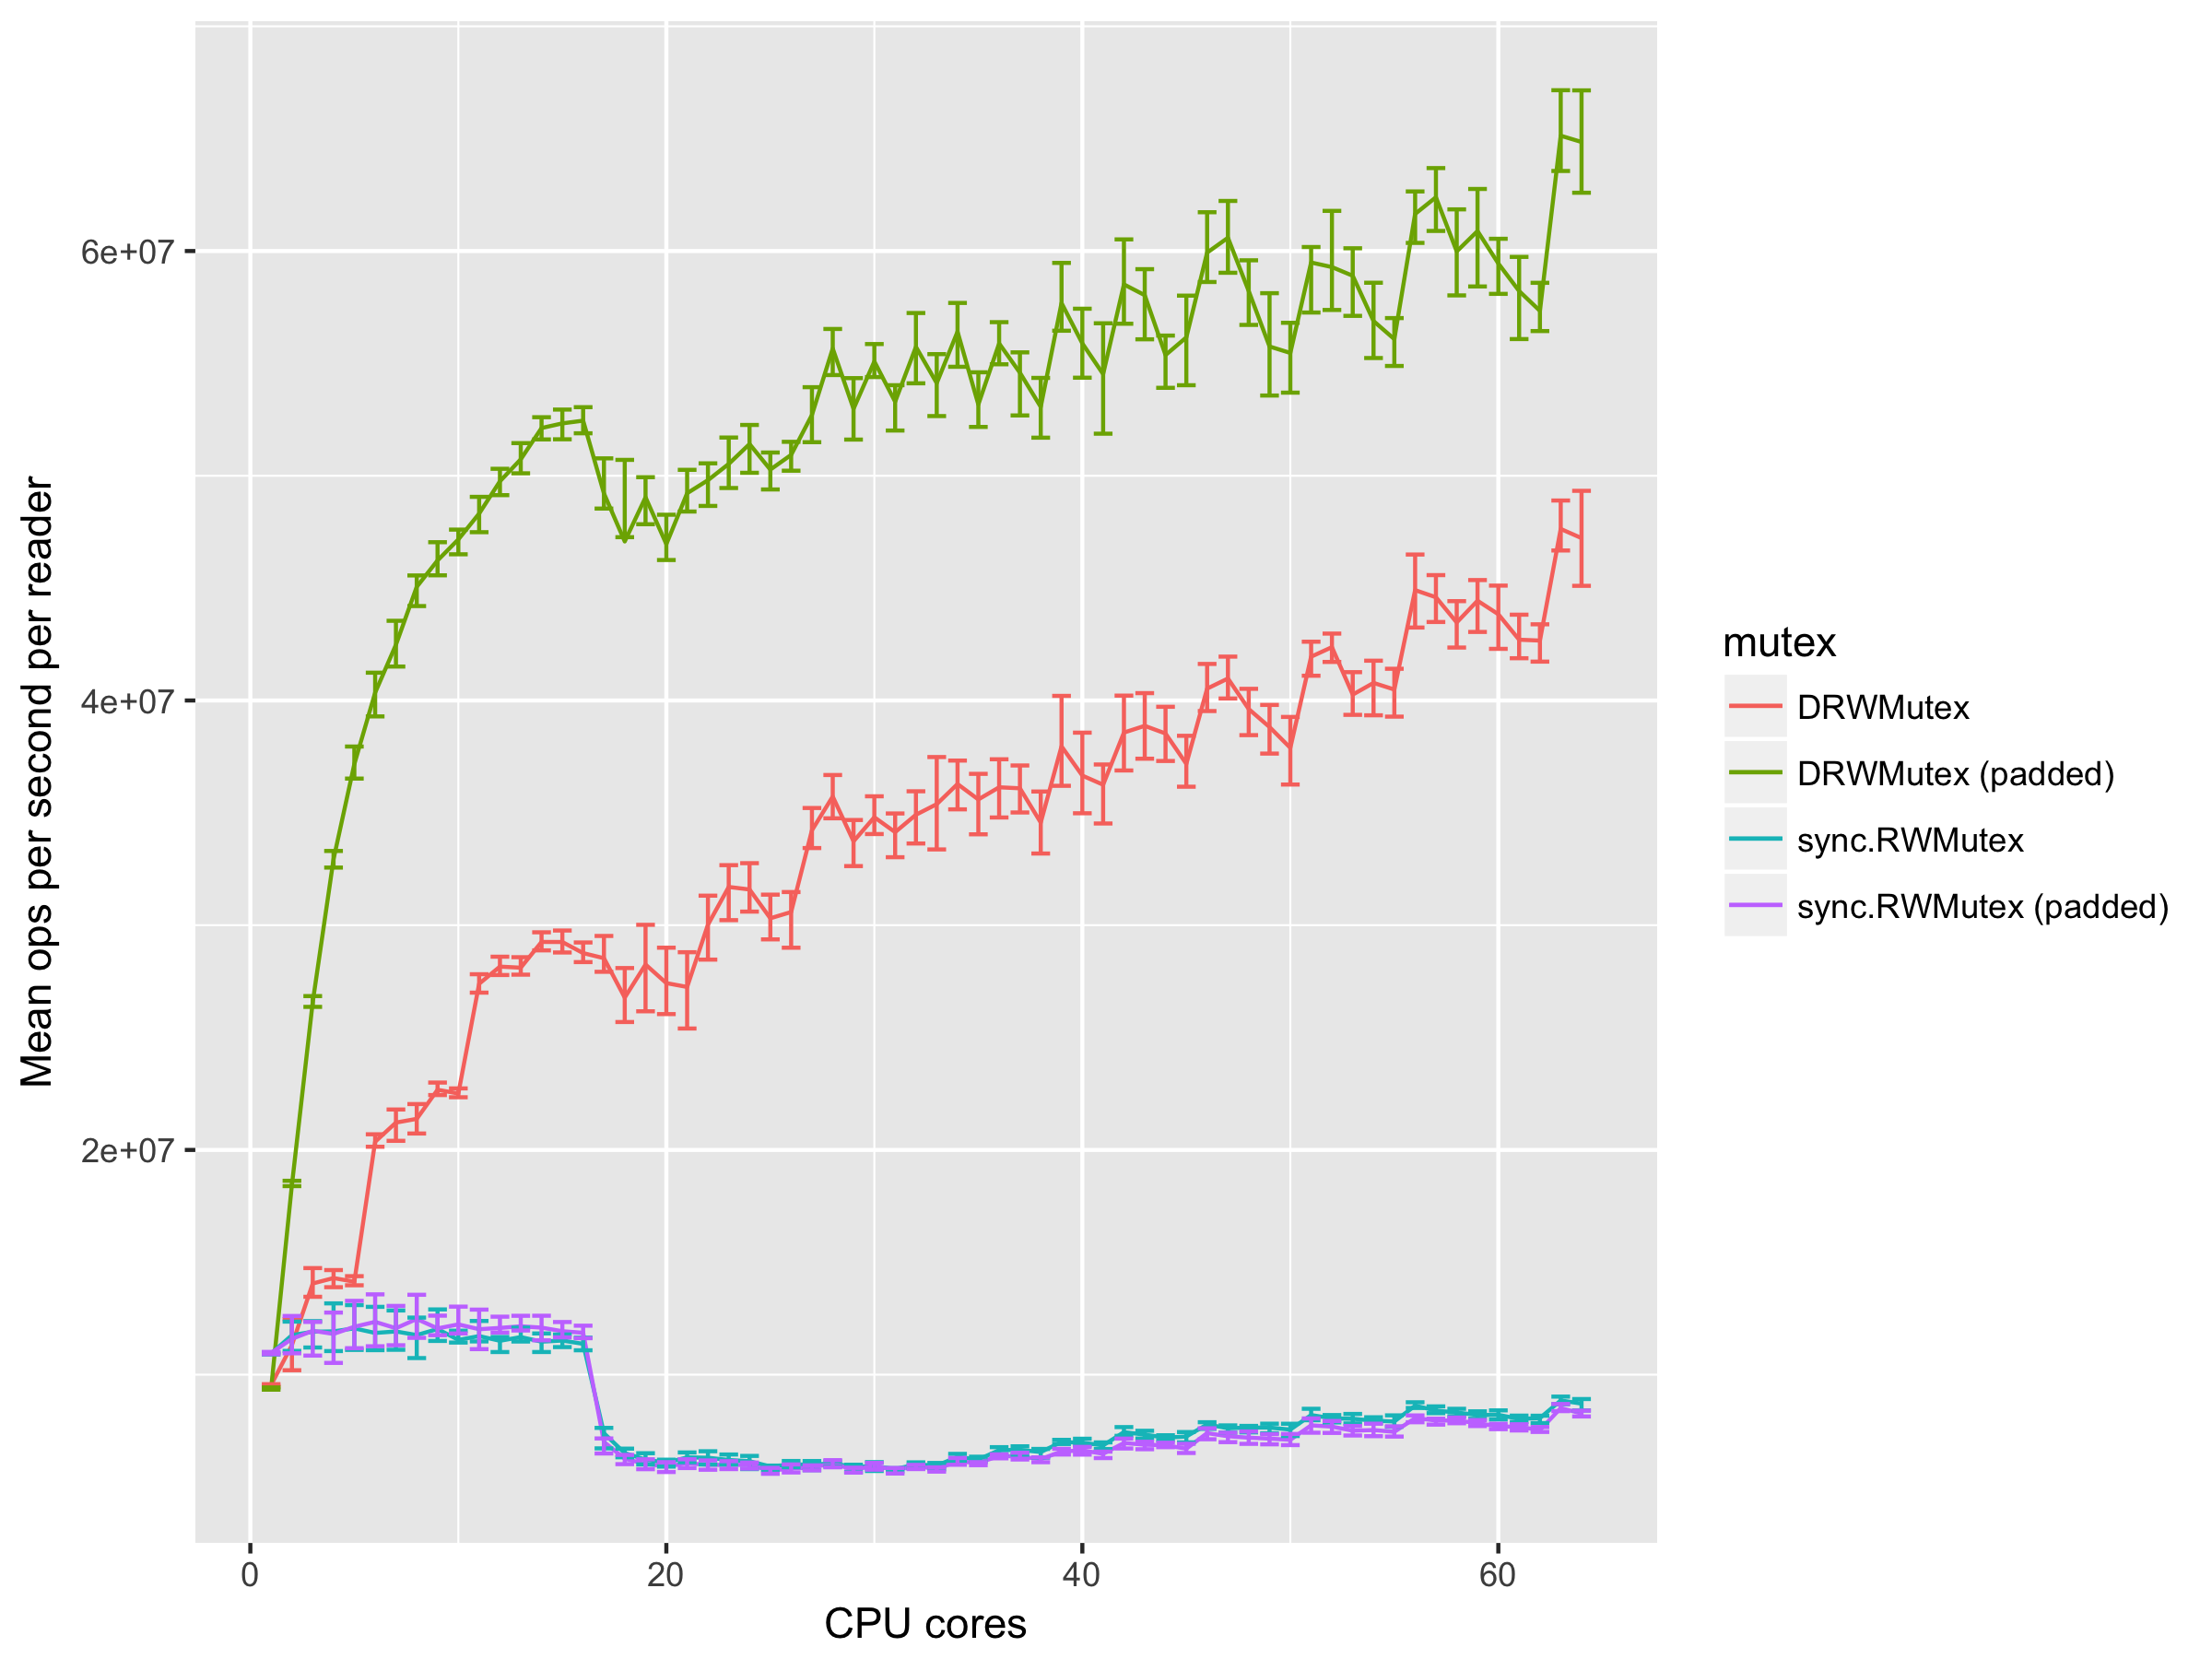 Mean ops per second per reader
6e+07
4e+07
2e+07
0
20
40
60
CPU cores
mutex
DRWMutex
DRWMutex (padded)
sync.RWMutex
sync.RWMutex (padded)